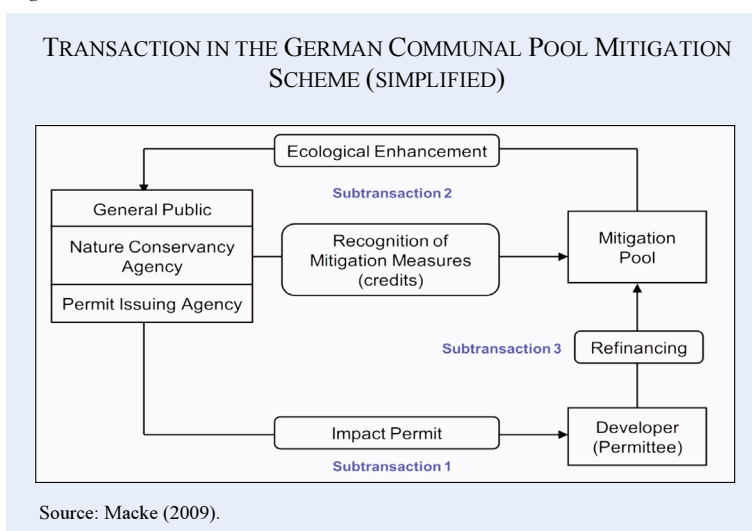 TRANSACTION IN THE GERMAN COMMUNAL POOL MITIGATION
SCHEME (SIMPLIFIED)
Ecological Enhancement
Subtransaction 2
General Public
Nature Conservancy
Agency
Permit Issuing Agency
Recognition of
Mitigation Measures
(credits)
Mitigation
Pool
Subtransaction 3
Refinancing
Impact Permit
Subtransaction 1
Developer
(Permittee)
Source: Macke (2009).